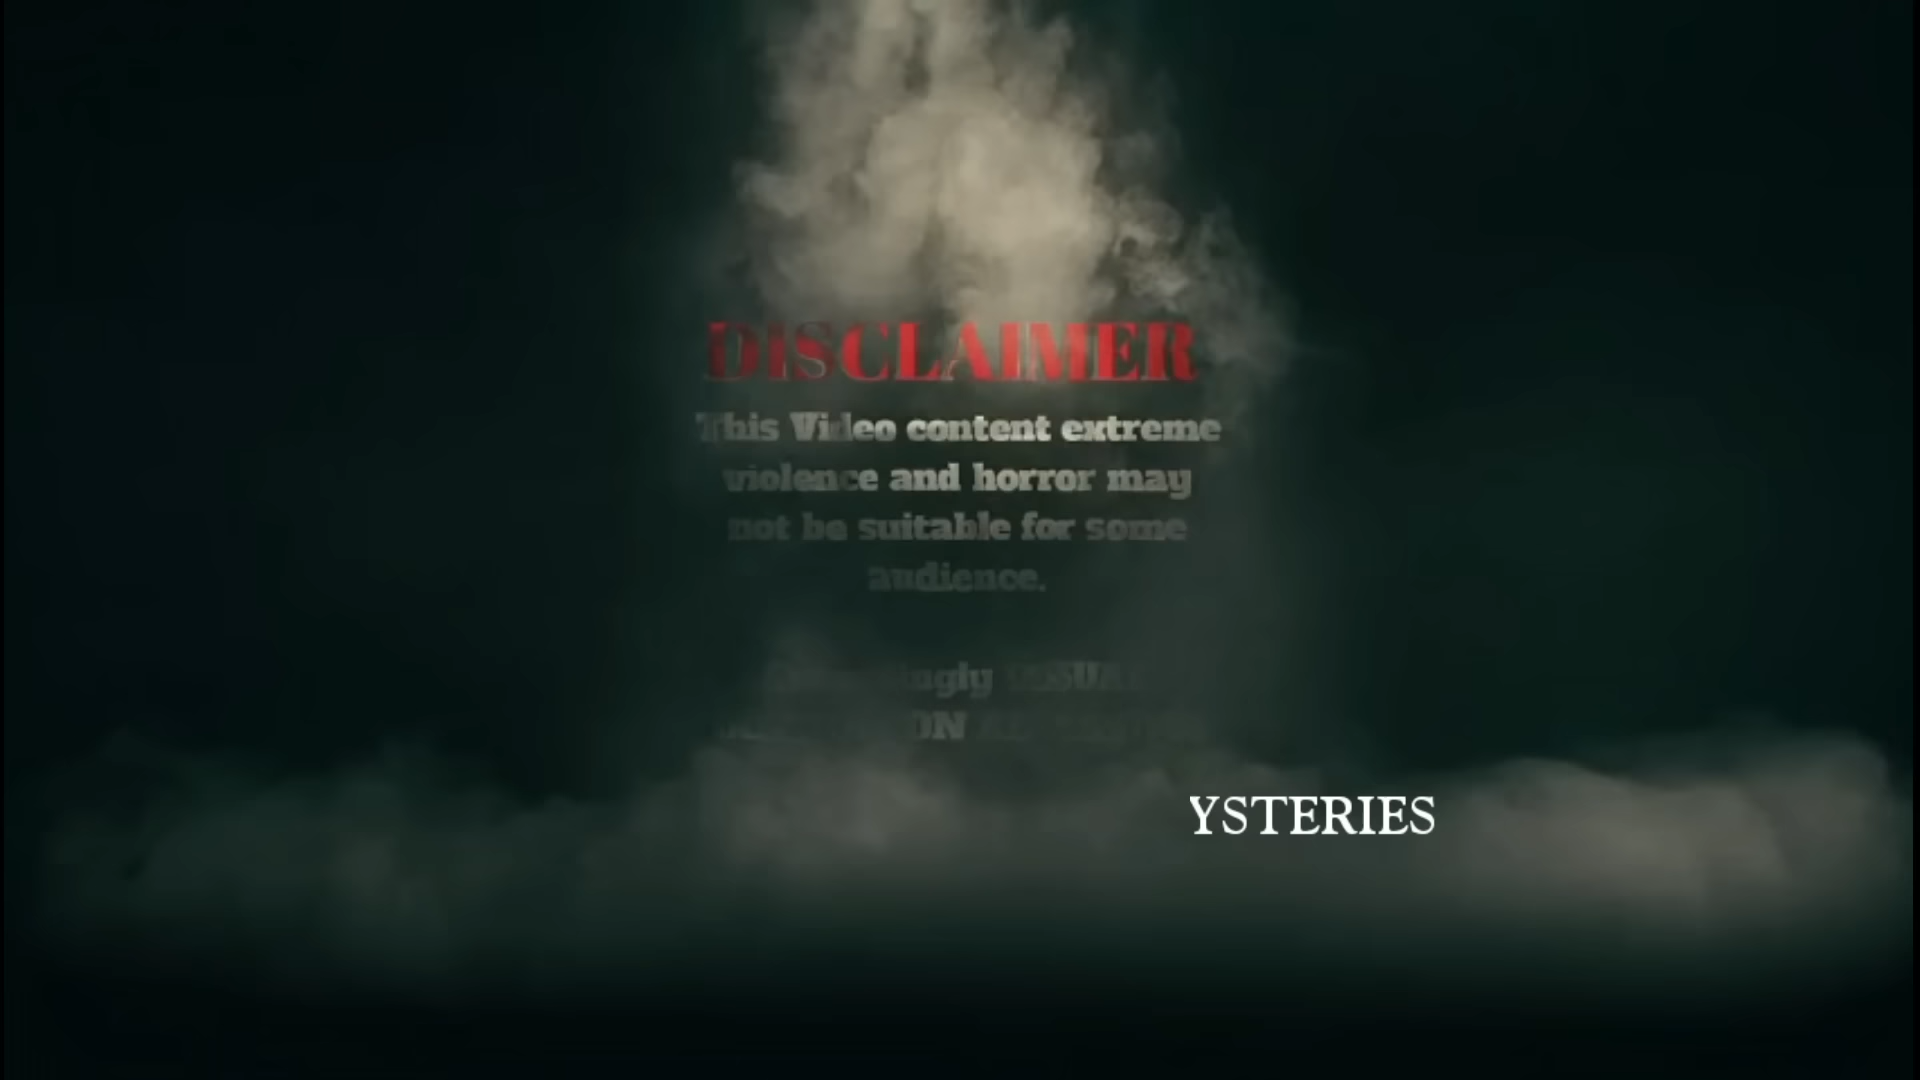 DISCLAIMER
This Video content extreme
violence and horror may
not be suitable for some
audience.
YSTERIES